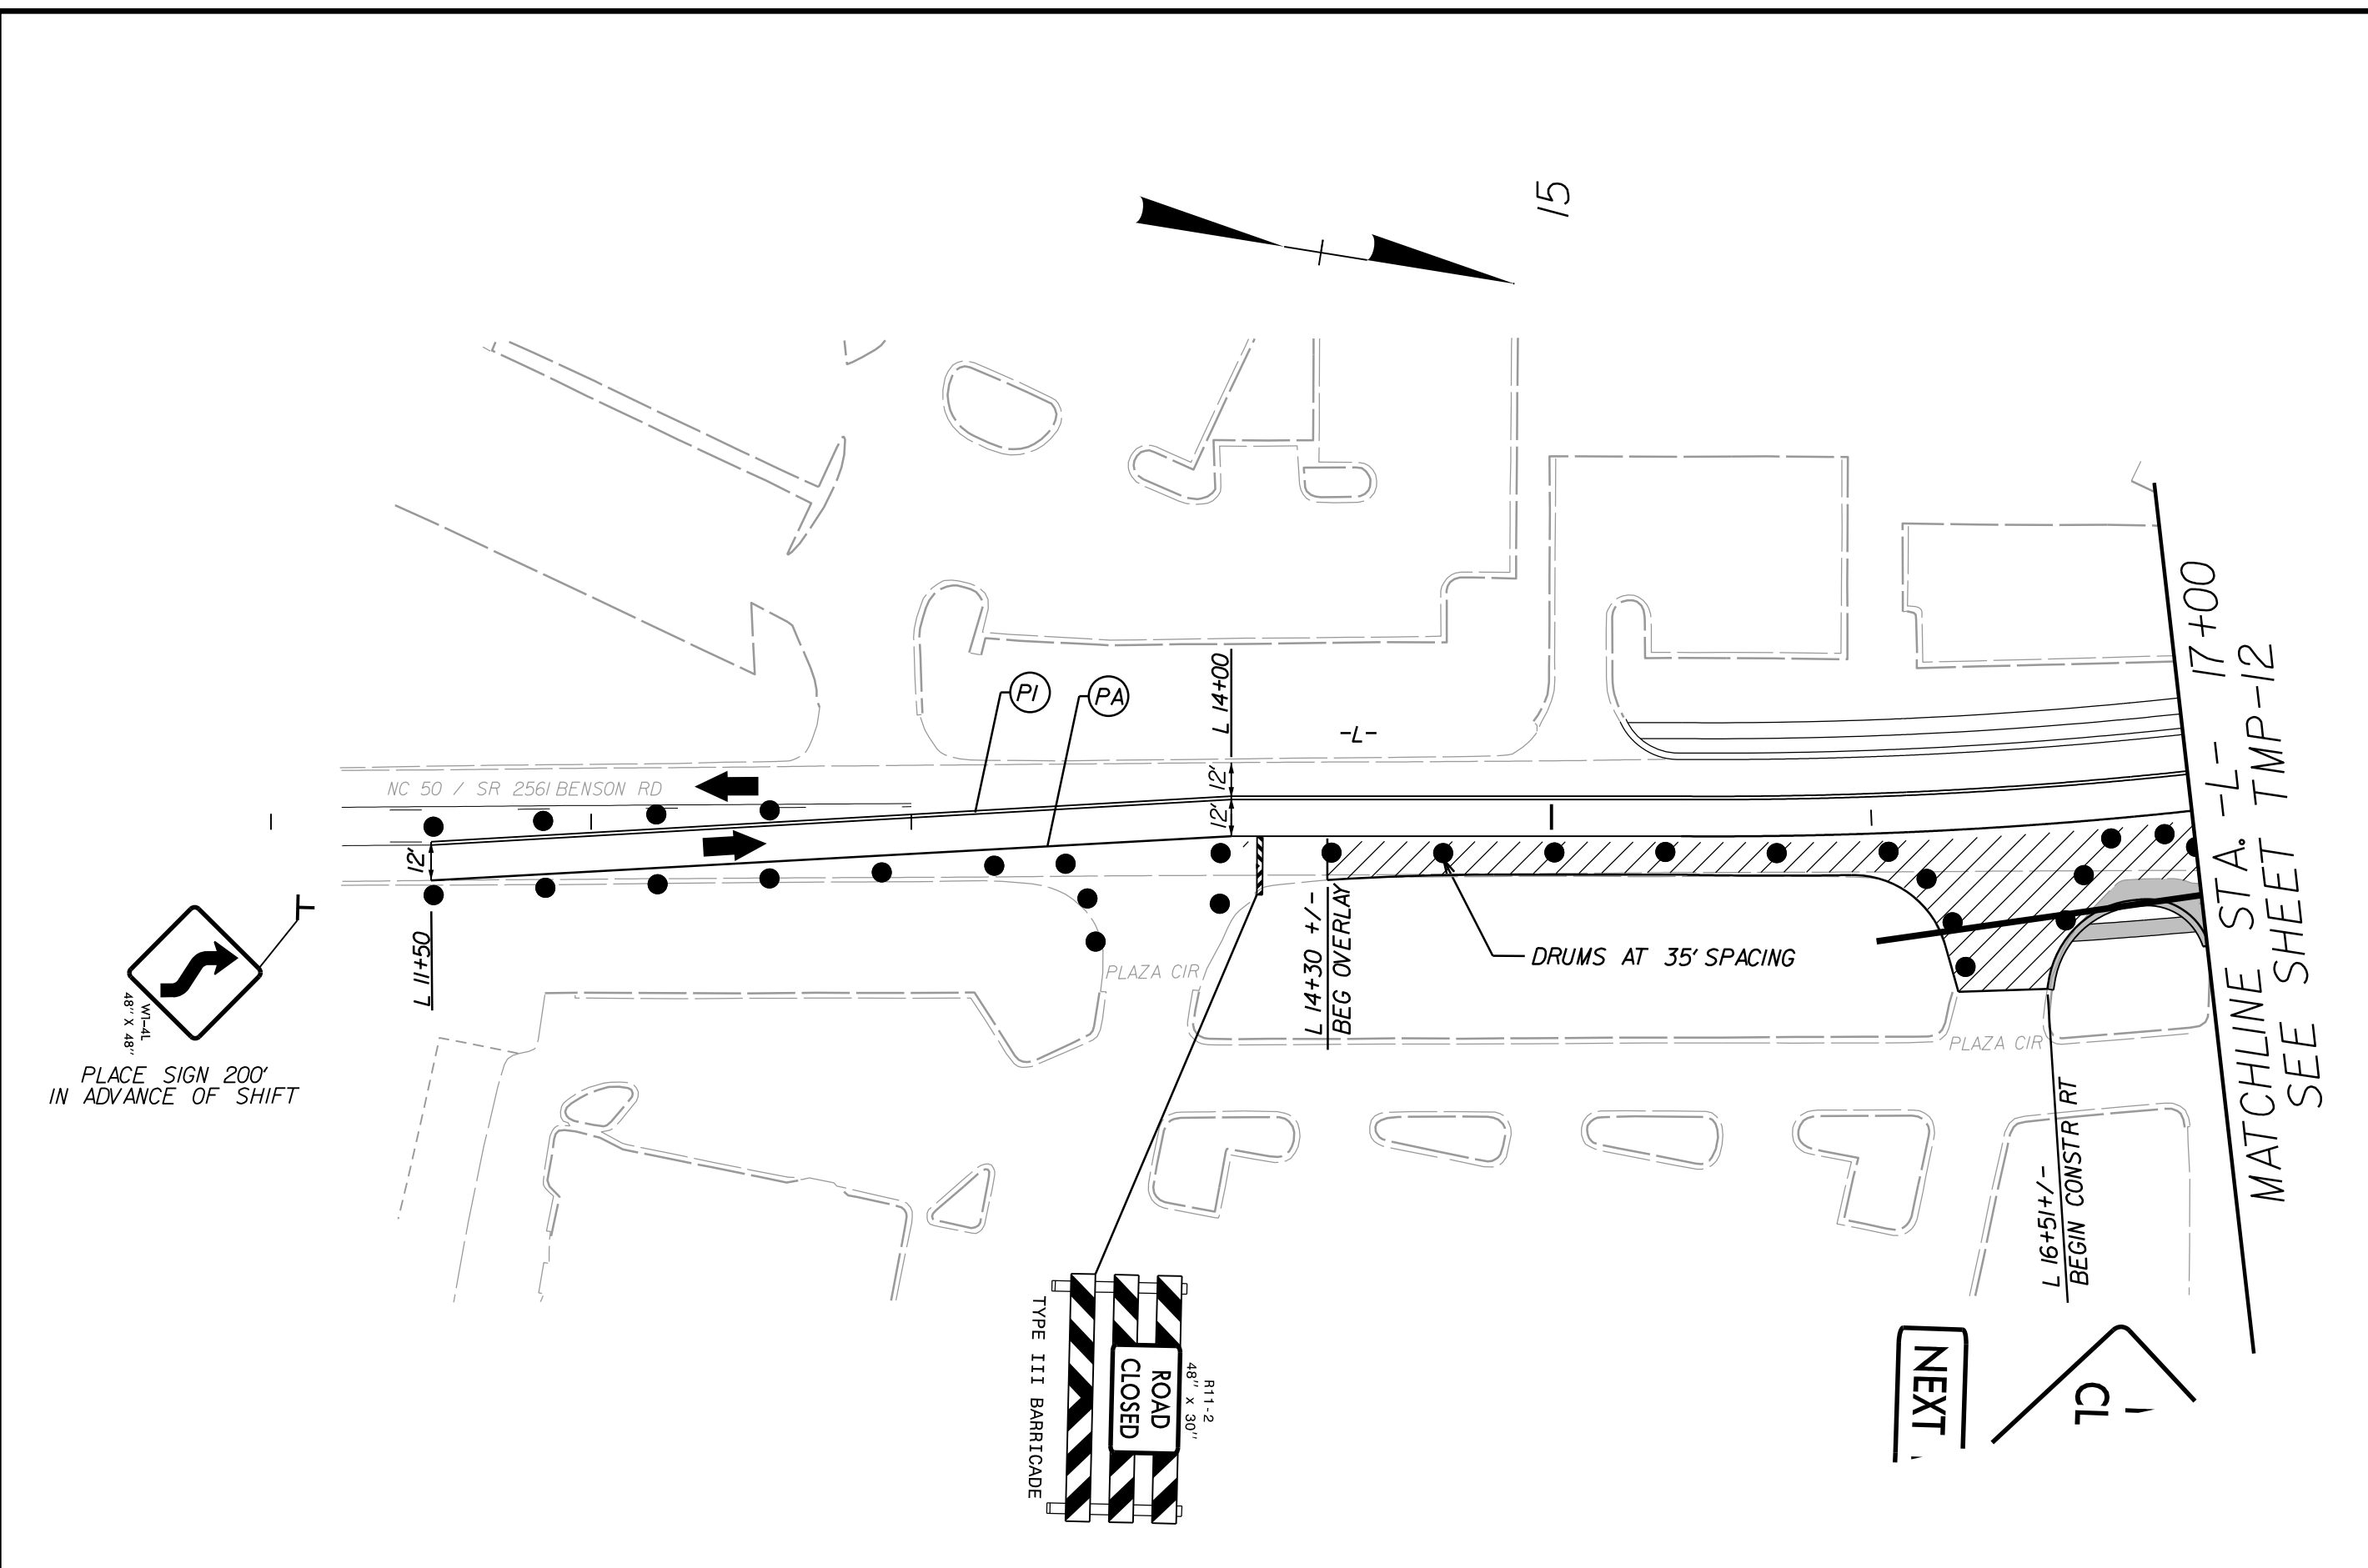 15
L 14+00
PI
PA
-L-
12'
12'
NC 50 / SR 2561 BENSON RD
12'
L 11+50
W1-4L
48" X 48"
PLACE SIGN 200'
IN ADVANCE OF SHIFT
PLAZA CIR
L 14+30 +/-
BEG OVERLAY
DRUMS AT 35' SPACING
PLAZA CIR
MATCHLINE STA. -L- 17+00
SEE SHEET TMP-12
L 16+51+/-
BEGIN CONSTR RT
TYPE III BARRICADE
ROAD
CLOSED
R11-2
48" x 30"
NEXT
CL